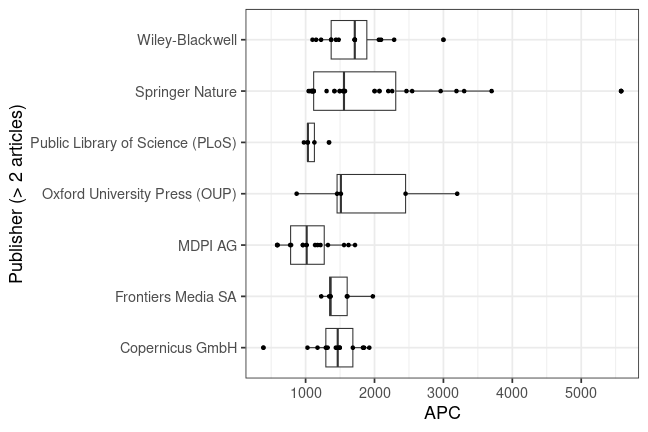 Publisher (> 2 articles)
Wiley-Blackwell
Springer Nature
Public Library of Science (PLoS)
Oxford University Press (OUP)
MDPI AG
Frontiers Media SA
Copernicus GmbH
1000 2000 3000 4000 5000
APC